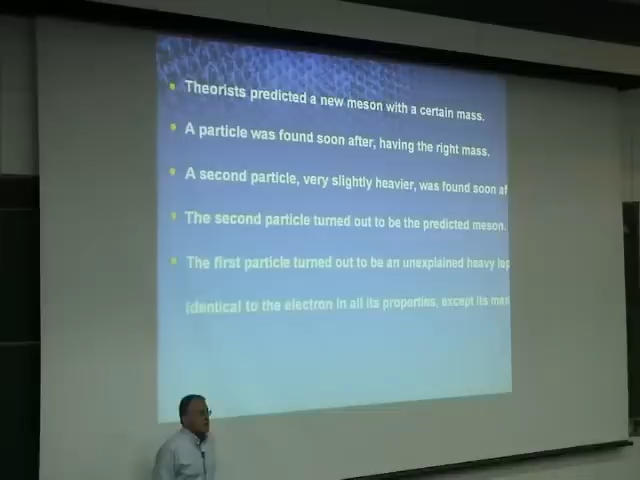 Theorists predicted a new meson with a certain mass.
A particle was found soon after, having the right mass.
A second particle, very slightly heavier, was found soon af
The second particle turned out to be the predicted meson.
The first particle turned out to be an unexplained heavy lep
identical to the electron in all its properties, except its mas